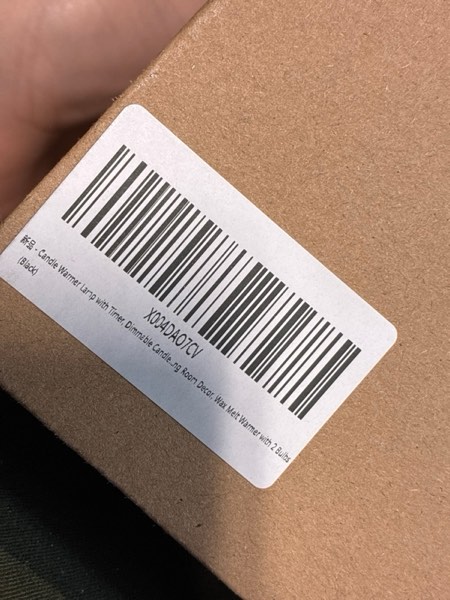 X004DAO7CV
新品 - Candle Warmer Lamp with Timer, Dimmable Candle...ng Room Decor, Wax Melt Warmer with 2 Bulbs
(Black)